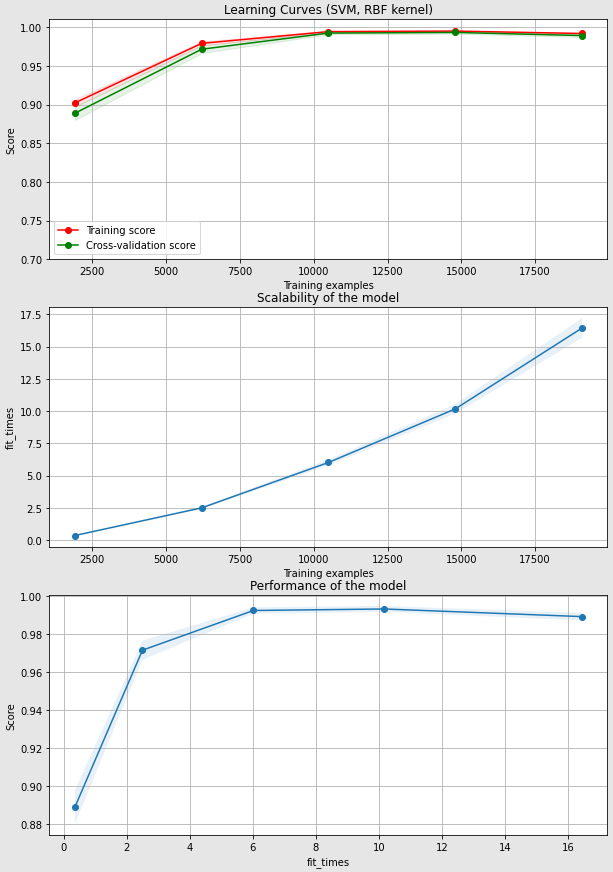 Learning Curves (SVM, RBF kernel)
1.00
0.95
0.90
0.85
0.80
0.75
0.70
Score
Training score
Cross-validation score
2500 5000 7500 10000 12500 15000 17500
Training examples
Scalability of the model
17.5
15.0
12.5
10.0
7.5
5.0
2.5
0.0
fit_times
2500 5000 7500 10000 12500 15000 17500
Training examples
Performance of the model
1.00
0.98
0.96
0.94
0.92
0.90
0.88
Score
0 2 4 6 8 10 12 14 16
fit_times